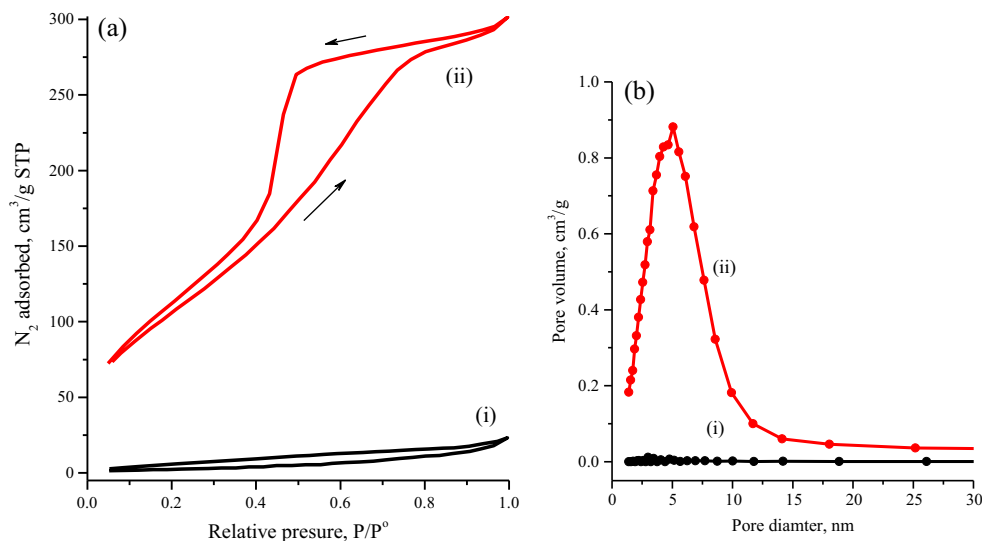 (a)
300
250
200
150
100
50
0
N₂ adsorbed, cm³/g STP
(ii)
(i)
0.0 0.2 0.4 0.6 0.8 1.0
Relative presure, P/P°
(b)
1.0
0.8
0.6
0.4
0.2
0.0
Pore volume, cm³/g
(ii)
(i)
0 5 10 15 20 25 30
Pore diamter, nm